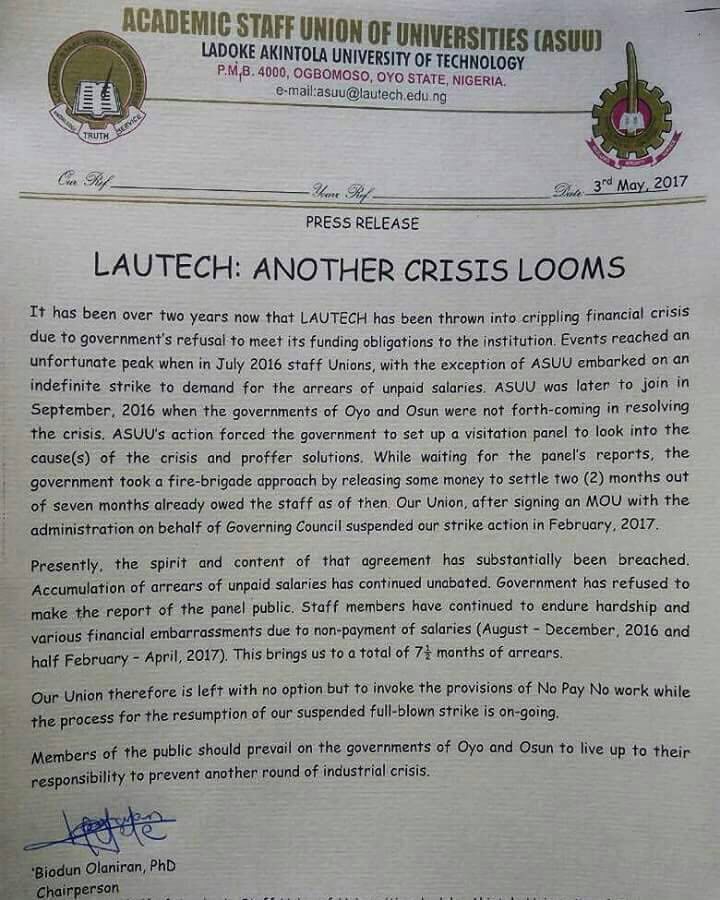 ACADEMIC STAFF UNION OF UNIVERSITIES (ASUU)
LADOKE AKINTOLA UNIVERSITY OF TECHNOLOGY
P.M.B. 4000, OGBOMOSO, OYO STATE, NIGERIA.
e-mail:asuu@lautech.edu.ng
TRUTH
SERVICE
Our Ref
Your Ref
Date: 3rd May, 2017
PRESS RELEASE
LAUTECH: ANOTHER CRISIS LOOMS
It has been over two years now that LAUTECH has been thrown into crippling financial crisis
due to government's refusal to meet its funding obligations to the institution. Events reached an
unfortunate peak when in July 2016 staff Unions, with the exception of ASUU embarked on an
indefinite strike to demand for the arrears of unpaid salaries. ASUU was later to join in
September, 2016 when the governments of Oyo and Osun were not forth-coming in resolving
the crisis. ASUU's action forced the government to set up a visitation panel to look into the
cause(s) of the crisis and proffer solutions. While waiting for the panel's reports, the
government took a fire-brigade approach by releasing some money to settle two (2) months out
of seven months already owed the staff as of then. Our Union, after signing an MOU with the
administration on behalf of Governing Council suspended our strike action in February, 2017.
Presently, the spirit and content of that agreement has substantially been breached.
Accumulation of arrears of unpaid salaries has continued unabated. Government has refused to
make the report of the panel public. Staff members have continued to endure hardship and
various financial embarrassments due to non-payment of salaries (August – December, 2016 and
half February – April, 2017). This brings us to a total of 7½ months of arrears.
Our Union therefore is left with no option but to invoke the provisions of No Pay No work while
the process for the resumption of our suspended full-blown strike is on-going.
Members of the public should prevail on the governments of Oyo and Osun to live up to their
responsibility to prevent another round of industrial crisis.
'Biodun Olaniran, PhD
Chairperson